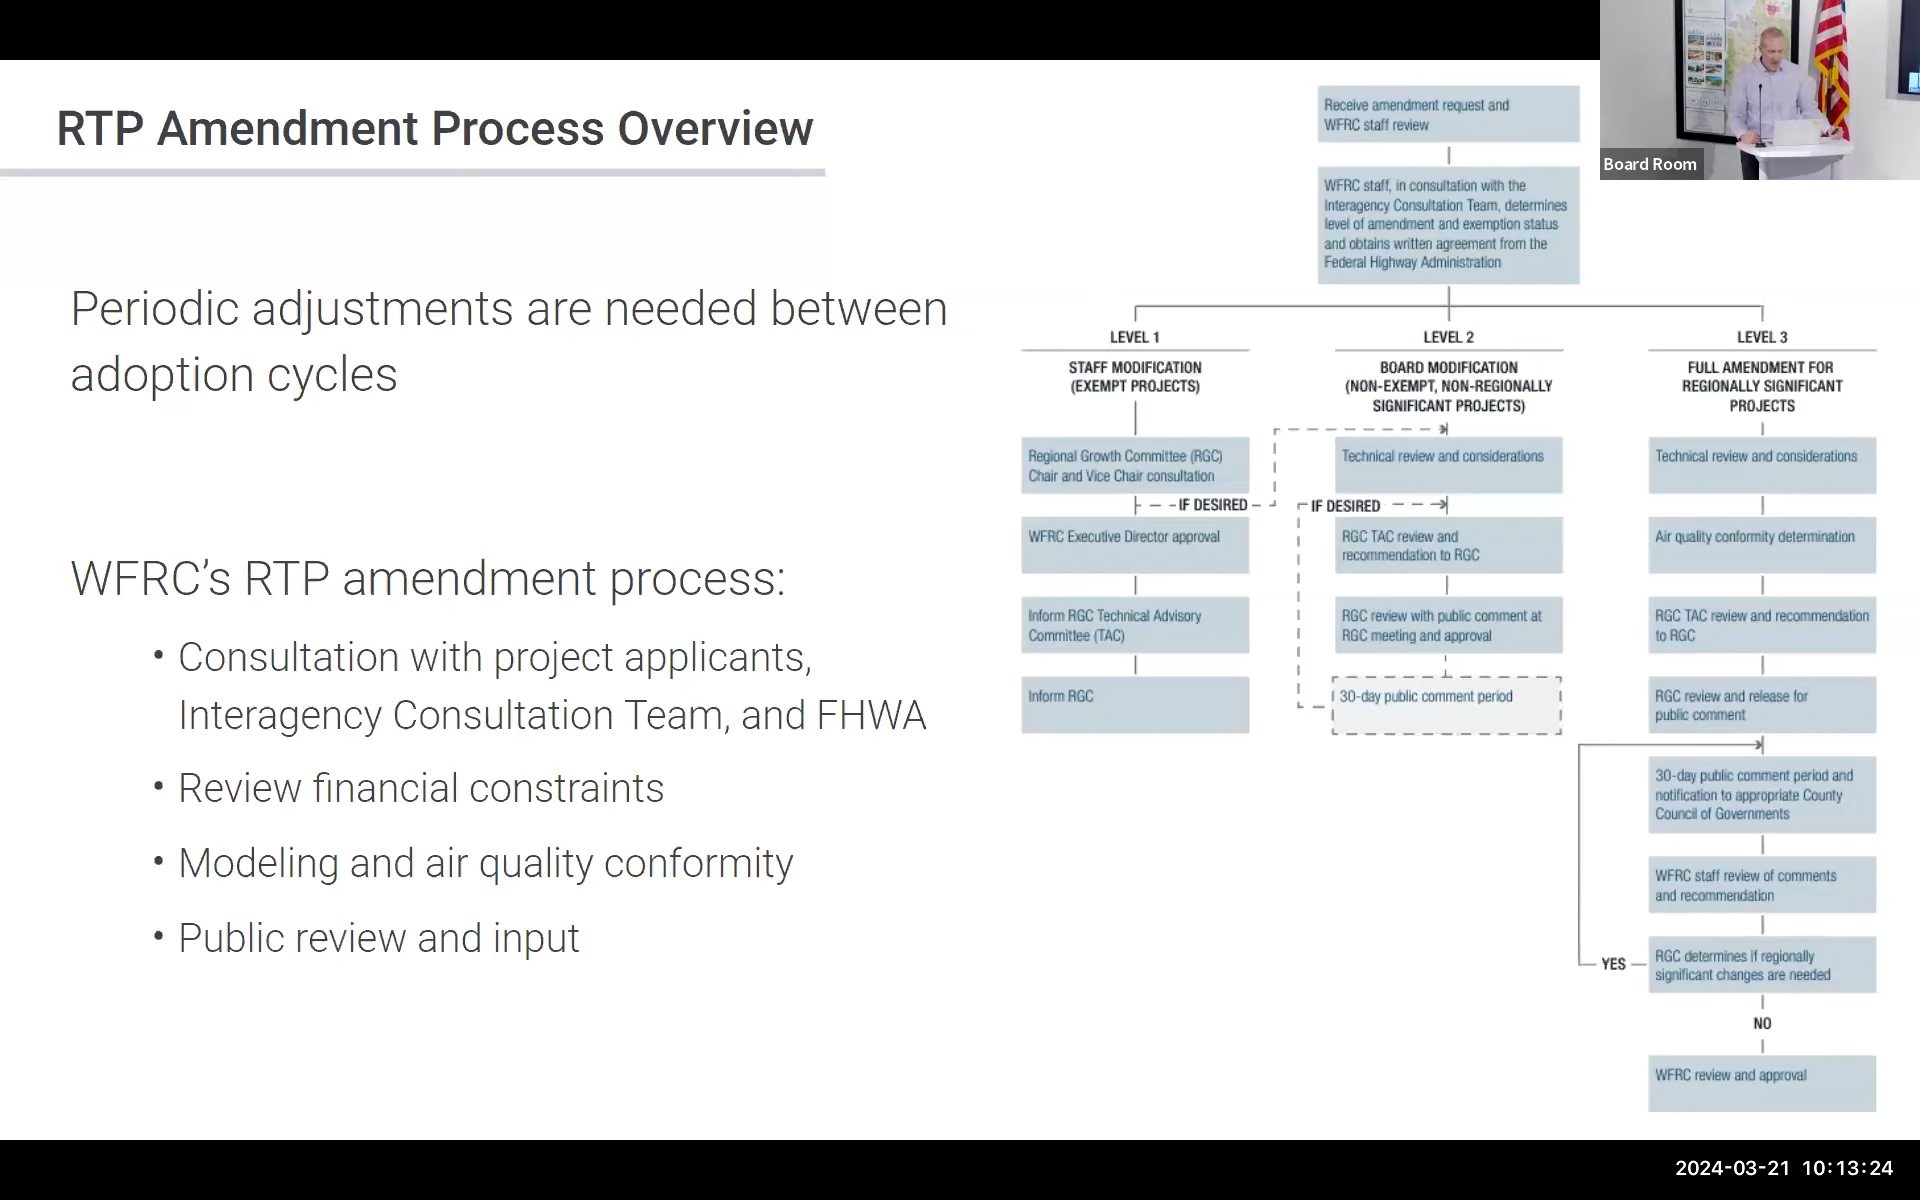 RTP Amendment Process Overview
Periodic adjustments are needed between
adoption cycles
WFRC’s RTP amendment process:
• Consultation with project applicants,
Interagency Consultation Team, and FHWA
• Review financial constraints
• Modeling and air quality conformity
• Public review and input
Receive amendment request and
WFRC staff review
WFRC staff, in consultation with the
Interagency Consultation Team, determines
level of amendment and exemption status
and obtains written agreement from the
Federal Highway Administration
LEVEL 1
STAFF MODIFICATION
(EXEMPT PROJECTS)
Regional Growth Committee (RGC)
Chair and Vice Chair consultation
IF DESIRED
WFRC Executive Director approval
Inform RGC Technical Advisory
Committee (TAC)
Inform RGC
LEVEL 2
BOARD MODIFICATION
(NON-EXEMPT, NON-REGIONALLY
SIGNIFICANT PROJECTS)
Technical review and considerations
IF DESIRED
RGC TAC review and
recommendation to RGC
RGC review with public comment at
RGC meeting and approval
30-day public comment period
LEVEL 3
FULL AMENDMENT FOR
REGIONALLY SIGNIFICANT
PROJECTS
Technical review and considerations
Air quality conformity determination
RGC TAC review and recommendation
to RGC
RGC review and release for
public comment
30-day public comment period and
notification to appropriate County
Council of Governments
WFRC staff review of comments
and recommendation
YES
RGC determines if regionally
significant changes are needed
NO
WFRC review and approval
Board Room
2024-03-21 10:13:24